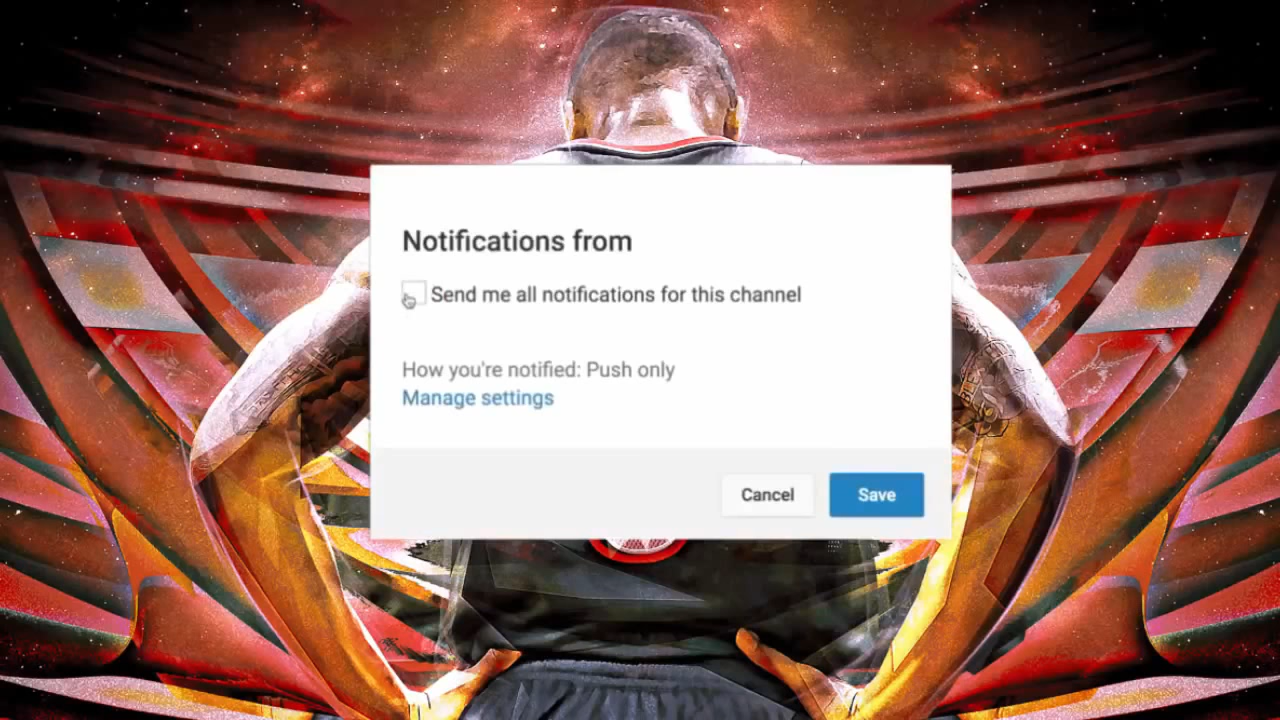 Notifications from
Send me all notifications for this channel
How you're notified: Push only
Manage settings
Cancel
Save